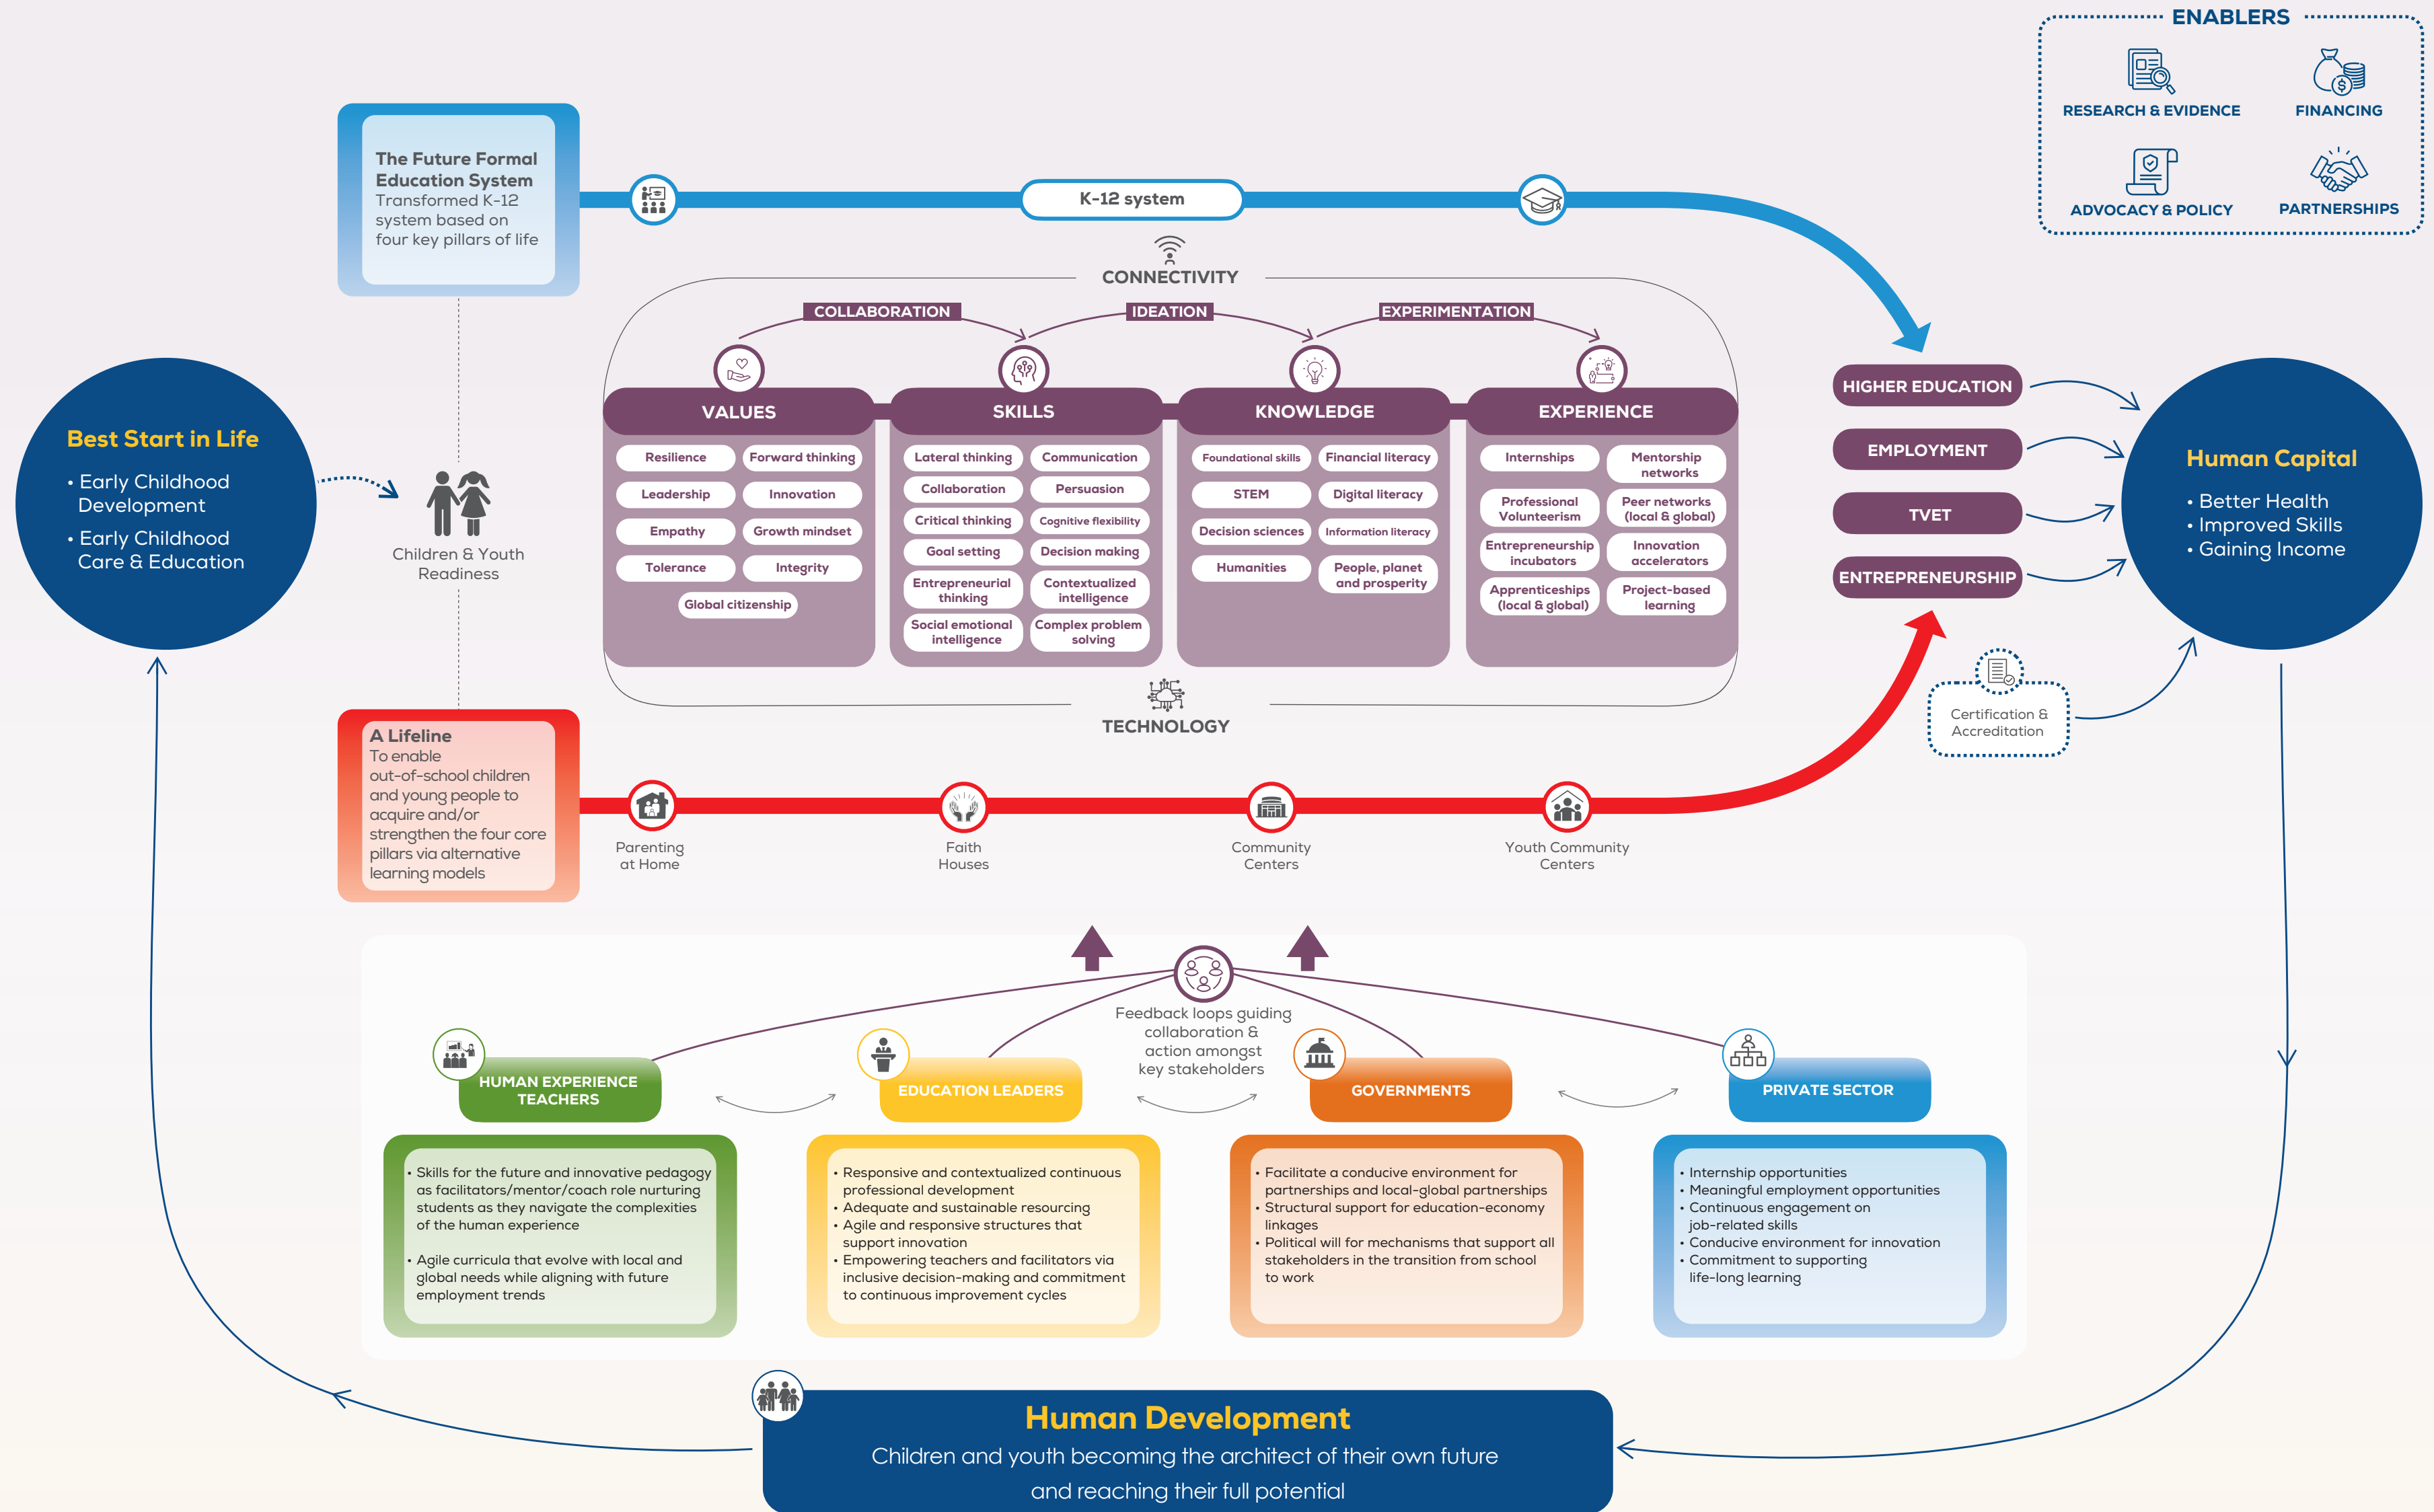 ENABLERS
RESEARCH & EVIDENCE
FINANCING
ADVOCACY & POLICY
PARTNERSHIPS
The Future Formal
Education System
Transformed K-12
system based on
four key pillars of life
K-12 system
CONNECTIVITY
COLLABORATION
IDEATION
EXPERIMENTATION
VALUES
Resilience
Forward thinking
Leadership
Innovation
Empathy
Growth mindset
Tolerance
Integrity
Global citizenship
SKILLS
Lateral thinking
Communication
Collaboration
Persuasion
Critical thinking
Cognitive flexibility
Goal setting
Decision making
Entrepreneurial
thinking
Contextualized
intelligence
Social emotional
intelligence
Complex problem
solving
KNOWLEDGE
Foundational skills
Financial literacy
STEM
Digital literacy
Decision sciences
Information literacy
Humanities
People, planet
and prosperity
EXPERIENCE
Internships
Mentorship
networks
Professional
Volunteerism
Peer networks
(local & global)
Entrepreneurship
incubators
Innovation
accelerators
Apprenticeships
(local & global)
Project-based
learning
TECHNOLOGY
Best Start in Life
• Early Childhood
Development
• Early Childhood
Care & Education
Children & Youth
Readiness
HIGHER EDUCATION
EMPLOYMENT
TVET
ENTREPRENEURSHIP
Human Capital
• Better Health
• Improved Skills
• Gaining Income
Certification &
Accreditation
A Lifeline
To enable
out-of-school children
and young people to
acquire and/or
strengthen the four core
pillars via alternative
learning models
Parenting
at Home
Faith
Houses
Community
Centers
Youth Community
Centers
Feedback loops guiding
collaboration &
action amongst
key stakeholders
HUMAN EXPERIENCE
TEACHERS
• Skills for the future and innovative pedagogy
as facilitators/mentor/coach role nurturing
students as they navigate the complexities
of the human experience
• Agile curricula that evolve with local and
global needs while aligning with future
employment trends
EDUCATION LEADERS
• Responsive and contextualized continuous
professional development
• Adequate and sustainable resourcing
• Agile and responsive structures that
support innovation
• Empowering teachers and facilitators via
inclusive decision-making and commitment
to continuous improvement cycles
GOVERNMENTS
• Facilitate a conducive environment for
partnerships and local-global partnerships
• Structural support for education-economy
linkages
• Political will for mechanisms that support all
stakeholders in the transition from school
to work
PRIVATE SECTOR
• Internship opportunities
• Meaningful employment opportunities
• Continuous engagement on
job-related skills
• Conducive environment for innovation
• Commitment to supporting
life-long learning
Human Development
Children and youth becoming the architect of their own future
and reaching their full potential